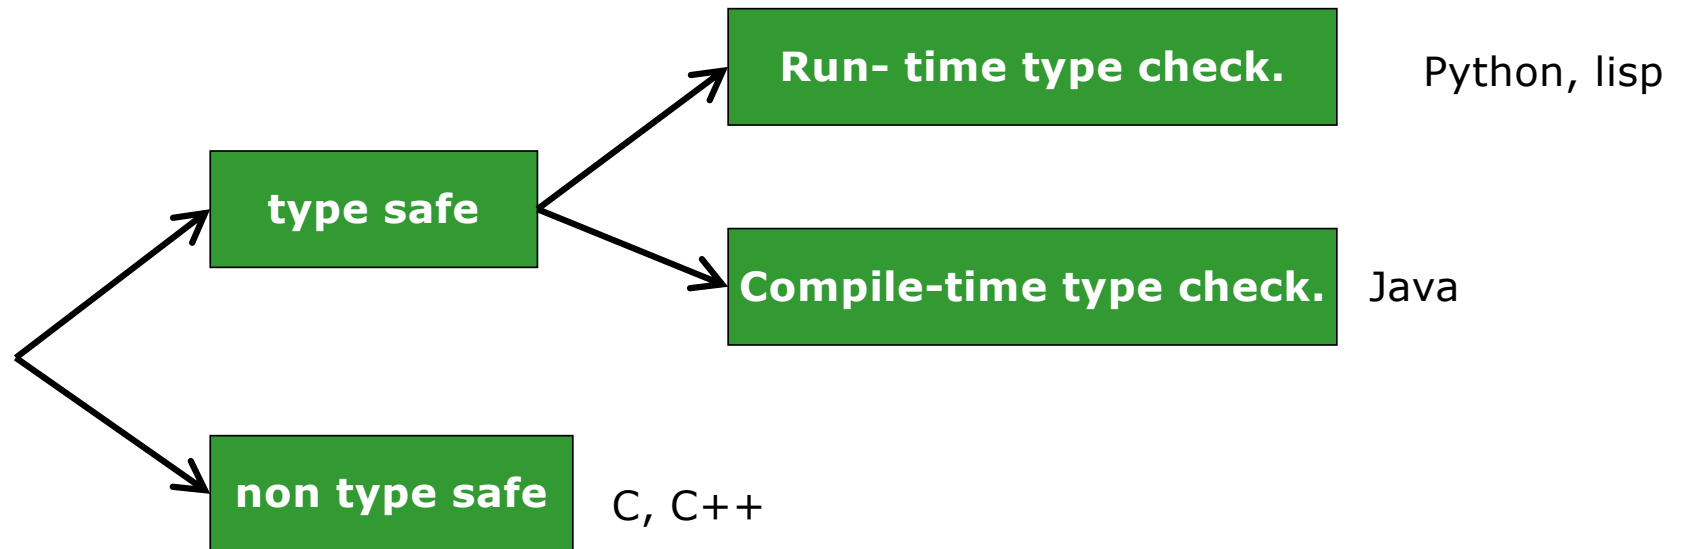 Run- time type check.
Python, lisp
type safe
Compile-time type check.
Java
non type safe
C, C++